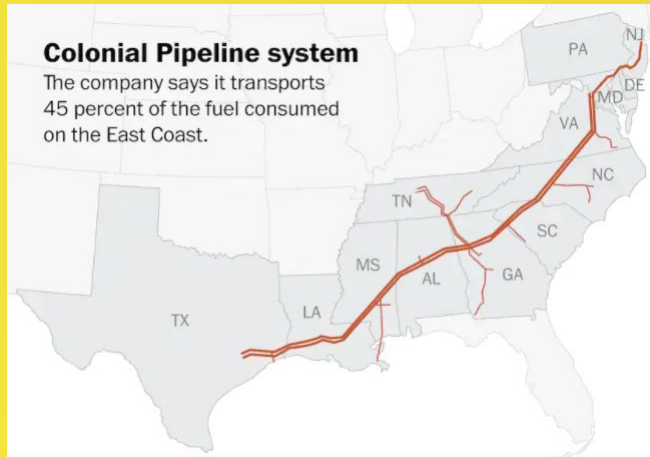 Colonial Pipeline system
The company says it transports
45 percent of the fuel consumed
on the East Coast.
NJ
PA
DE
MD
VA
NC
TN
SC
MS
AL
GA
LA
TX